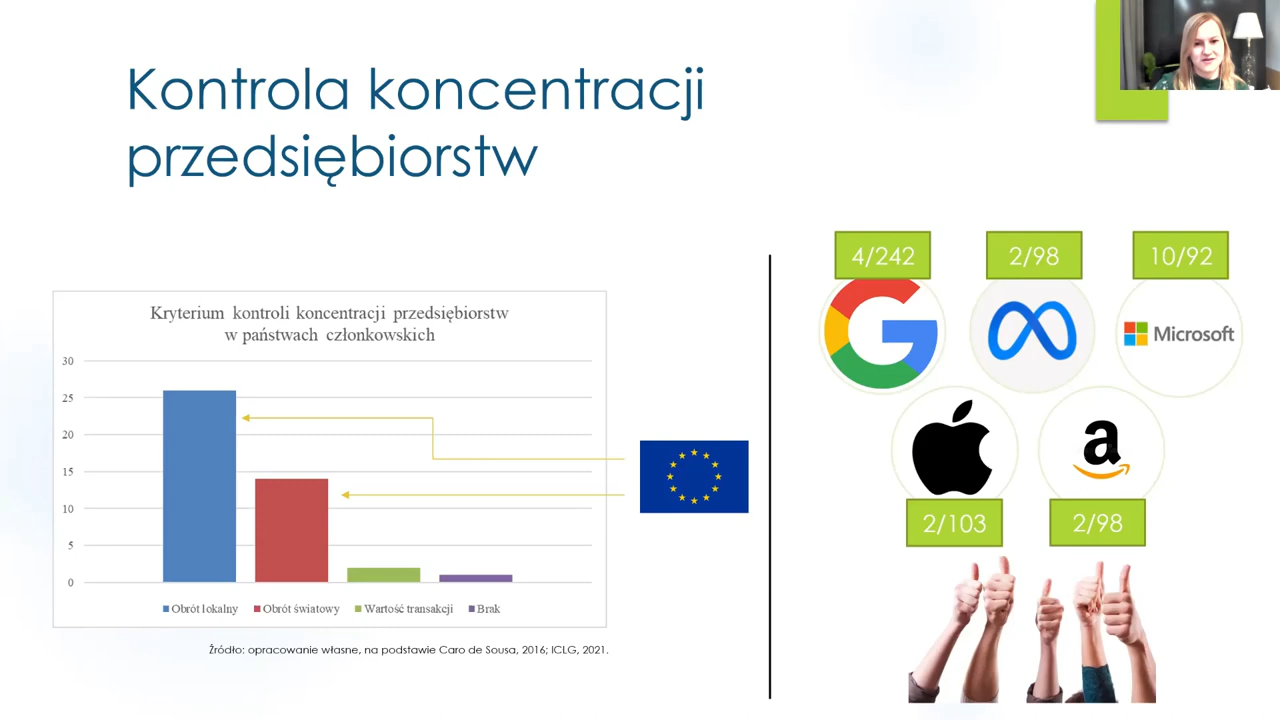 Kontrola koncentracji
przedsiębiorstw
Kryterium kontroli koncentracji przedsiębiorstw
w państwach członkowskich
30
25
20
15
10
5
0
Obrót lokalny
Obrót światowy
Wartość transakcji
Brak
Źródło: opracowanie własne, na podstawie Caro de Sousa, 2016; ICLG, 2021.
4/242
2/98
10/92
Microsoft
a
2/103
2/98